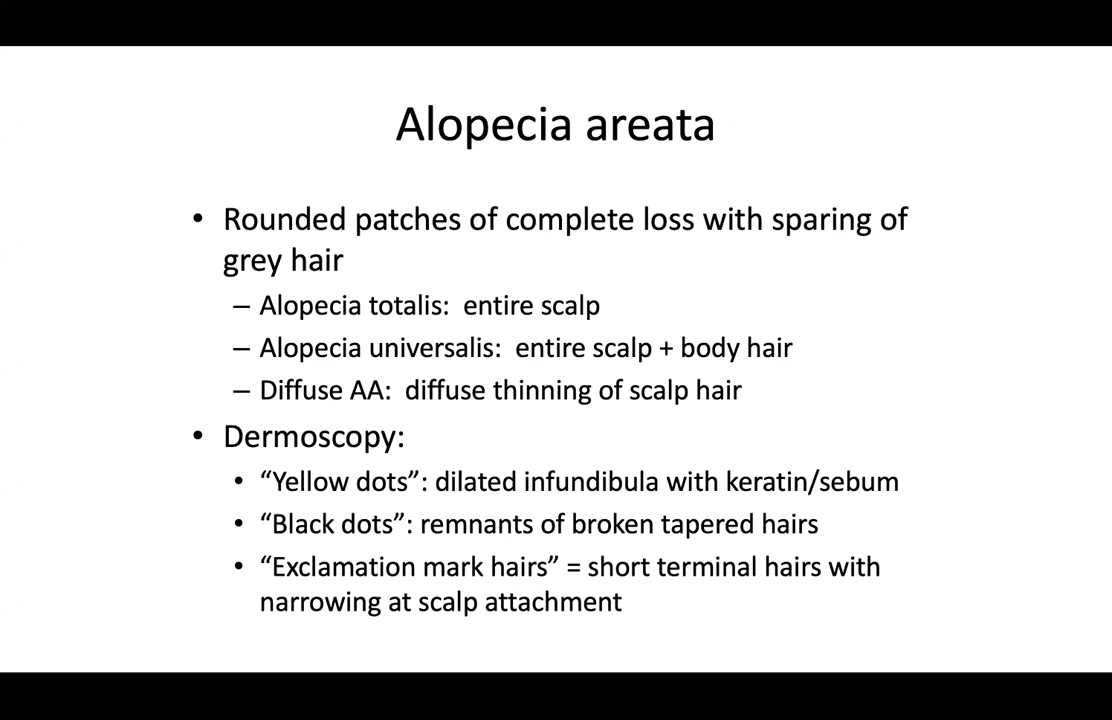 Alopecia areata
• Rounded patches of complete loss with sparing of
grey hair
– Alopecia totalis:  entire scalp
– Alopecia universalis:  entire scalp + body hair
– Diffuse AA:  diffuse thinning of scalp hair
• Dermoscopy:
• “Yellow dots”: dilated infundibula with keratin/sebum
• “Black dots”: remnants of broken tapered hairs
• “Exclamation mark hairs” = short terminal hairs with
narrowing at scalp attachment